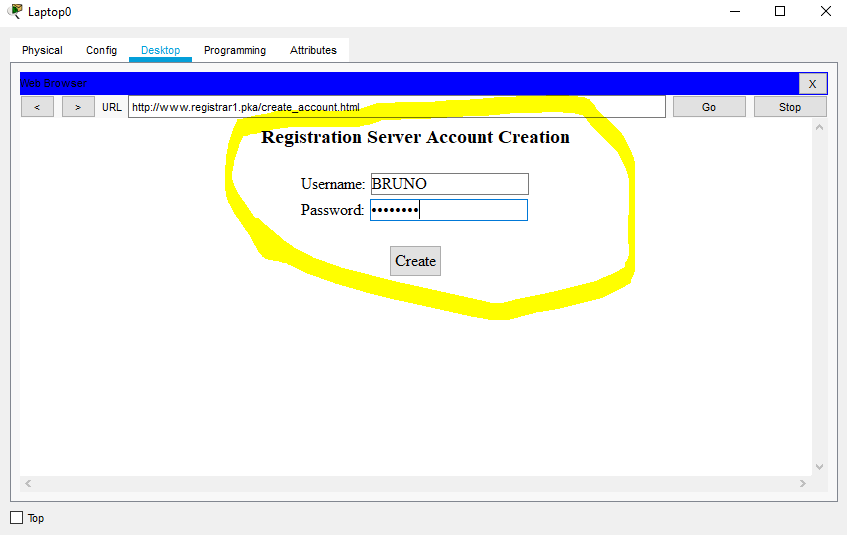 Laptop0
Physical Config Desktop Programming Attributes
Web Browser X
< > URL http://www.registrar1.pka/create_account.html Go Stop
Registration Server Account Creation
Username: BRUNO
Password: ••••••••
Create
Top